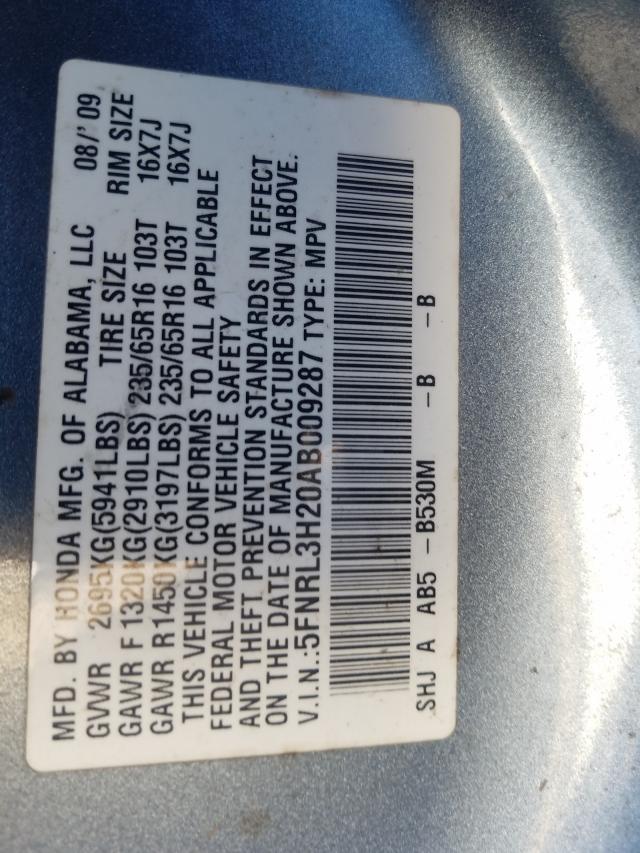 MFD. BY HONDA MFG. OF ALABAMA, LLC 08/'09
GVWR 2695KG(5941LBS) TIRE SIZE RIM SIZE
GAWR F 1320KG(2910LBS) 235/65R16 103T 16X7J
GAWR R1450KG(3197LBS) 235/65R16 103T 16X7J
THIS VEHICLE CONFORMS TO ALL APPLICABLE
FEDERAL MOTOR VEHICLE SAFETY
AND THEFT PREVENTION STANDARDS IN EFFECT
ON THE DATE OF MANUFACTURE SHOWN ABOVE.
V.I.N.:5FNRL3H20AB009287 TYPE: MPV
SHJ A AB5 - B530M - B - B